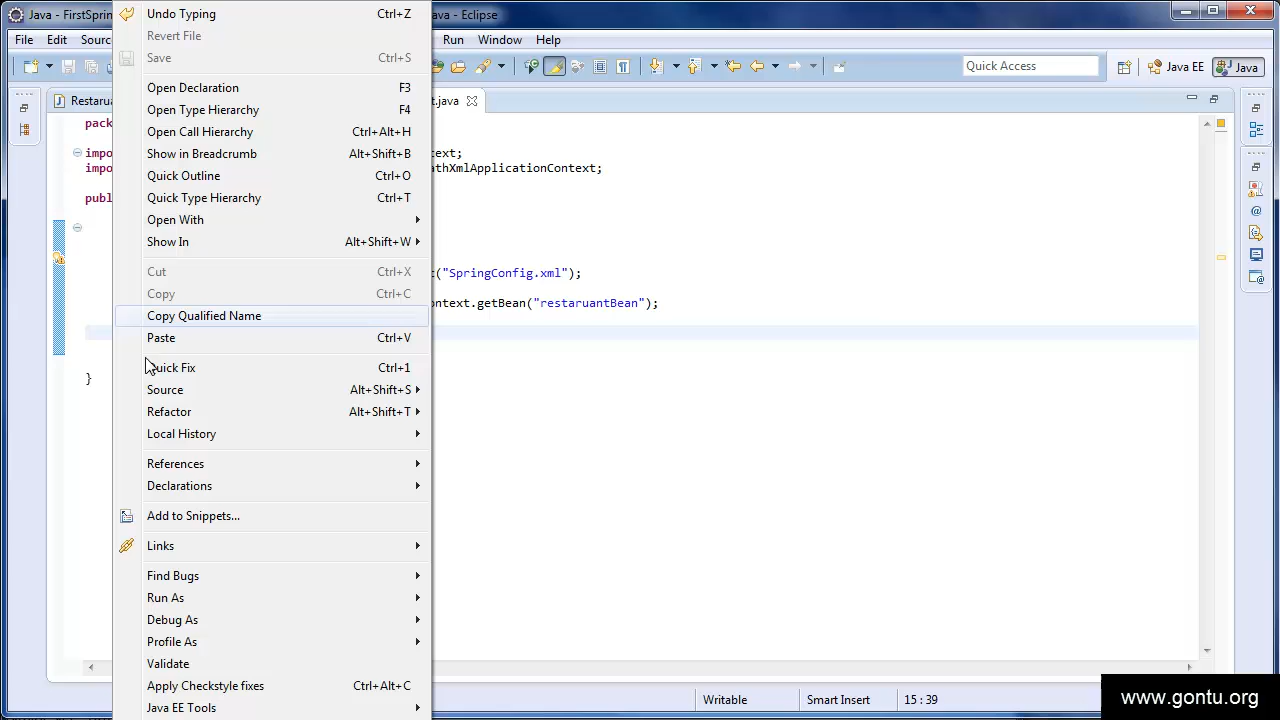 Java - FirstSprin
ava - Eclipse
File Edit Sourc Run Window Help
Quick Access
Java EE
Java
Restarua
t.java
pack
impo
ext;
impo
athXmlApplicationContext;
publ
t("SpringConfig.xml");
ontext.getBean("restaruantBean");
}
Undo Typing Ctrl+Z
Revert File
Save Ctrl+S
Open Declaration F3
Open Type Hierarchy F4
Open Call Hierarchy Ctrl+Alt+H
Show in Breadcrumb Alt+Shift+B
Quick Outline Ctrl+O
Quick Type Hierarchy Ctrl+T
Open With
Show In Alt+Shift+W
Cut Ctrl+X
Copy Ctrl+C
Copy Qualified Name
Paste Ctrl+V
Quick Fix Ctrl+1
Source Alt+Shift+S
Refactor Alt+Shift+T
Local History
References
Declarations
Add to Snippets...
Links
Find Bugs
Run As
Debug As
Profile As
Validate
Apply Checkstyle fixes Ctrl+Alt+C
Java EE Tools
Writable Smart Insert 15 : 39
www.gontu.org